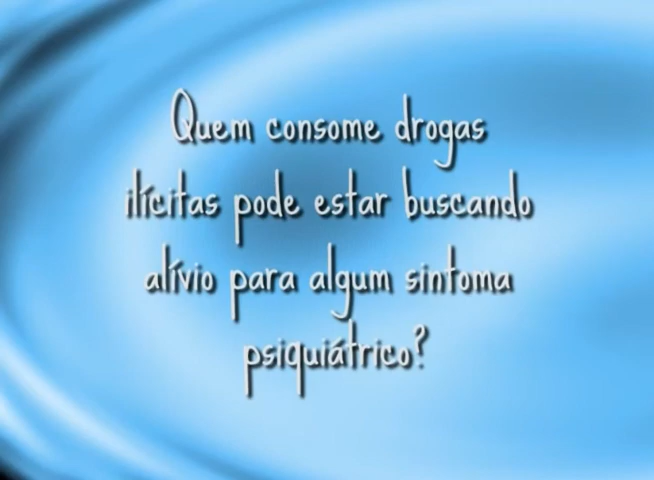 Quem consome drogas
ilícitas pode estar buscando
alívio para algum sintoma
psiquiátrico?